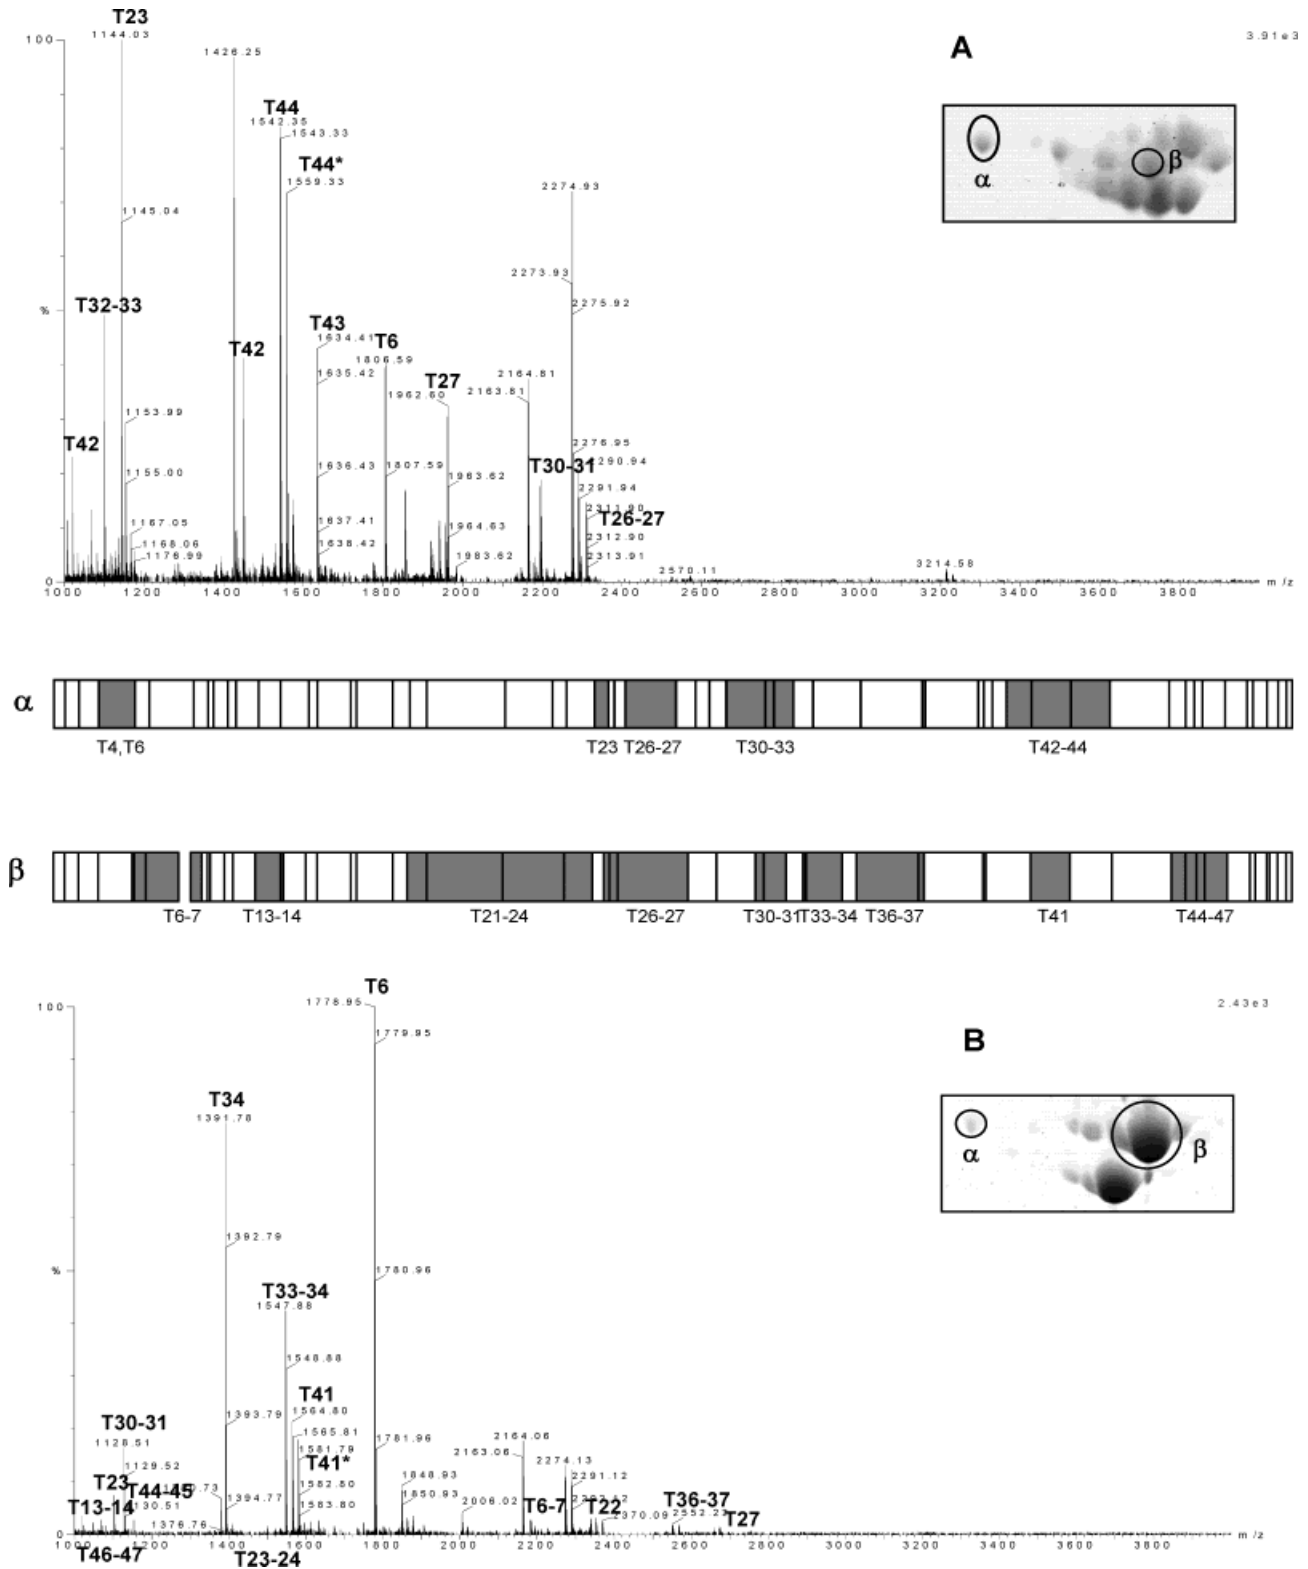 T23
1144.03
100
3.91e3
A
1426.25
T44
1542.35
1543.33
T44*
1559.33
α
β
2274.93
1145.04
2273.93
2275.92
T32-33
%
T43
1634.41
T6
1806.59
T42
1635.42
T27
1962.60
2164.81
2163.81
1153.99
T42
2276.95
2290.94
T30-31
1155.00
1636.43
1807.59
1963.62
2291.94
2311.90
T26-27
1167.05
1637.41
1964.63
2312.90
1168.06
1638.42
1176.99
1983.62
2313.91
2570.11
3214.58
0
m/z
1000 1200 1400 1600 1800 2000 2200 2400 2600 2800 3000 3200 3400 3600 3800
α
T4,T6 T23 T26-27 T30-33 T42-44
β
T6-7 T13-14 T21-24 T26-27 T30-31 T33-34 T36-37 T41 T44-47
T6
1778.95
100
2.43e3
1779.95
B
T34
1391.78
α
β
1392.79
%
1780.96
T33-34
1547.88
1548.88
T41
1564.80
1393.79
1565.81
T30-31
1128.51
1581.79
1781.96
2164.06
2163.06
T41*
1129.52
2274.13
2291.12
T23
T44-45
1582.80
1848.93
1394.77
1850.93
T13-14
1130.51
1583.80
2006.02
T6-7
T22
T36-37
1376.76
2370.09
T27
0
m/z
1000 1200 1400 1600 1800 2000 2200 2400 2600 2800 3000 3200 3400 3600 3800
T46-47
T23-24